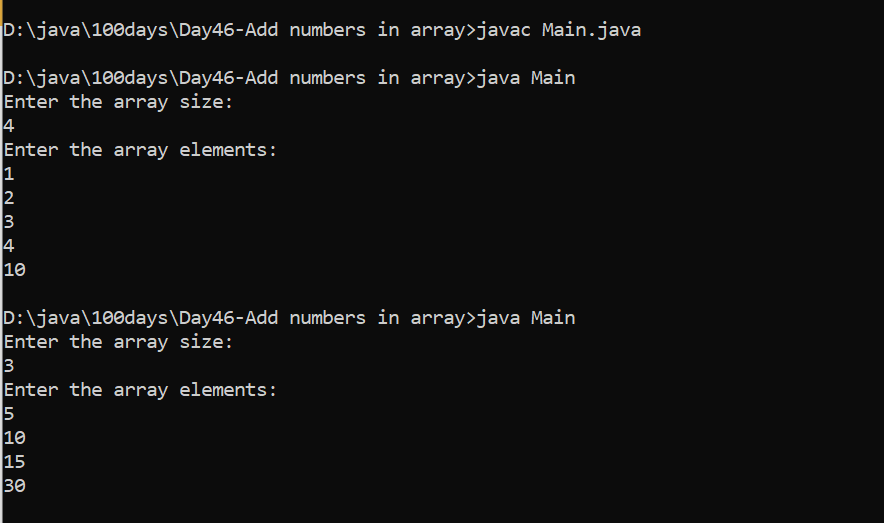 D:\java\100days\Day46-Add numbers in array>javac Main.java
D:\java\100days\Day46-Add numbers in array>java Main
Enter the array size:
4
Enter the array elements:
1
2
3
4
10
D:\java\100days\Day46-Add numbers in array>java Main
Enter the array size:
3
Enter the array elements:
5
10
15
30